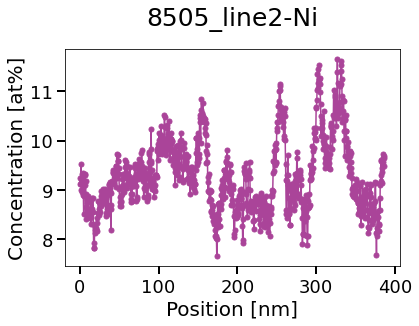 8505_line2-Ni
Concentration [at%]
11
10
9
8
0 100 200 300 400
Position [nm]